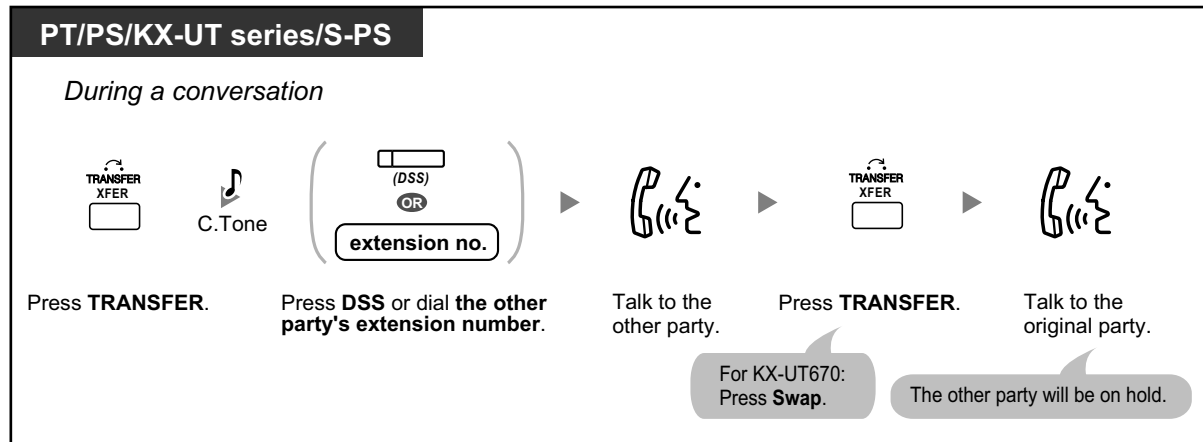 PT/PS/KX-UT series/S-PS
During a conversation
TRANSFER
XFER
C.Tone
(DSS)
OR
extension no.
TRANSFER
XFER
Press TRANSFER.
Press DSS or dial the other
party's extension number.
Talk to the
other party.
Press TRANSFER.
Talk to the
original party.
For KX-UT670:
Press Swap.
The other party will be on hold.